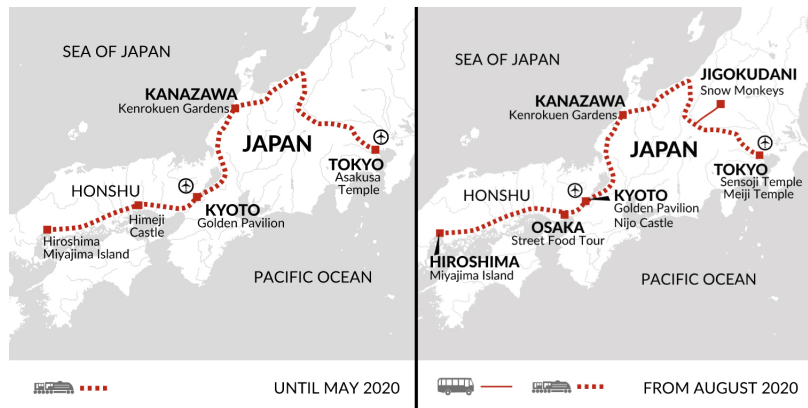 SEA OF JAPAN
KANAZAWA
Kenrokuen Gardens
JAPAN
TOKYO
Asakusa
Temple
HONSHU
KYOTO
Golden Pavilion
Himeji
Castle
Hiroshima
Miyajima Island
PACIFIC OCEAN
UNTIL MAY 2020
SEA OF JAPAN
JIGOKUDANI
Snow Monkeys
KANAZAWA
Kenrokuen Gardens
JAPAN
TOKYO
Sensoji Temple
Meiji Temple
HONSHU
KYOTO
Golden Pavilion
Nijo Castle
OSAKA
Street Food Tour
HIROSHIMA
Miyajima Island
PACIFIC OCEAN
FROM AUGUST 2020